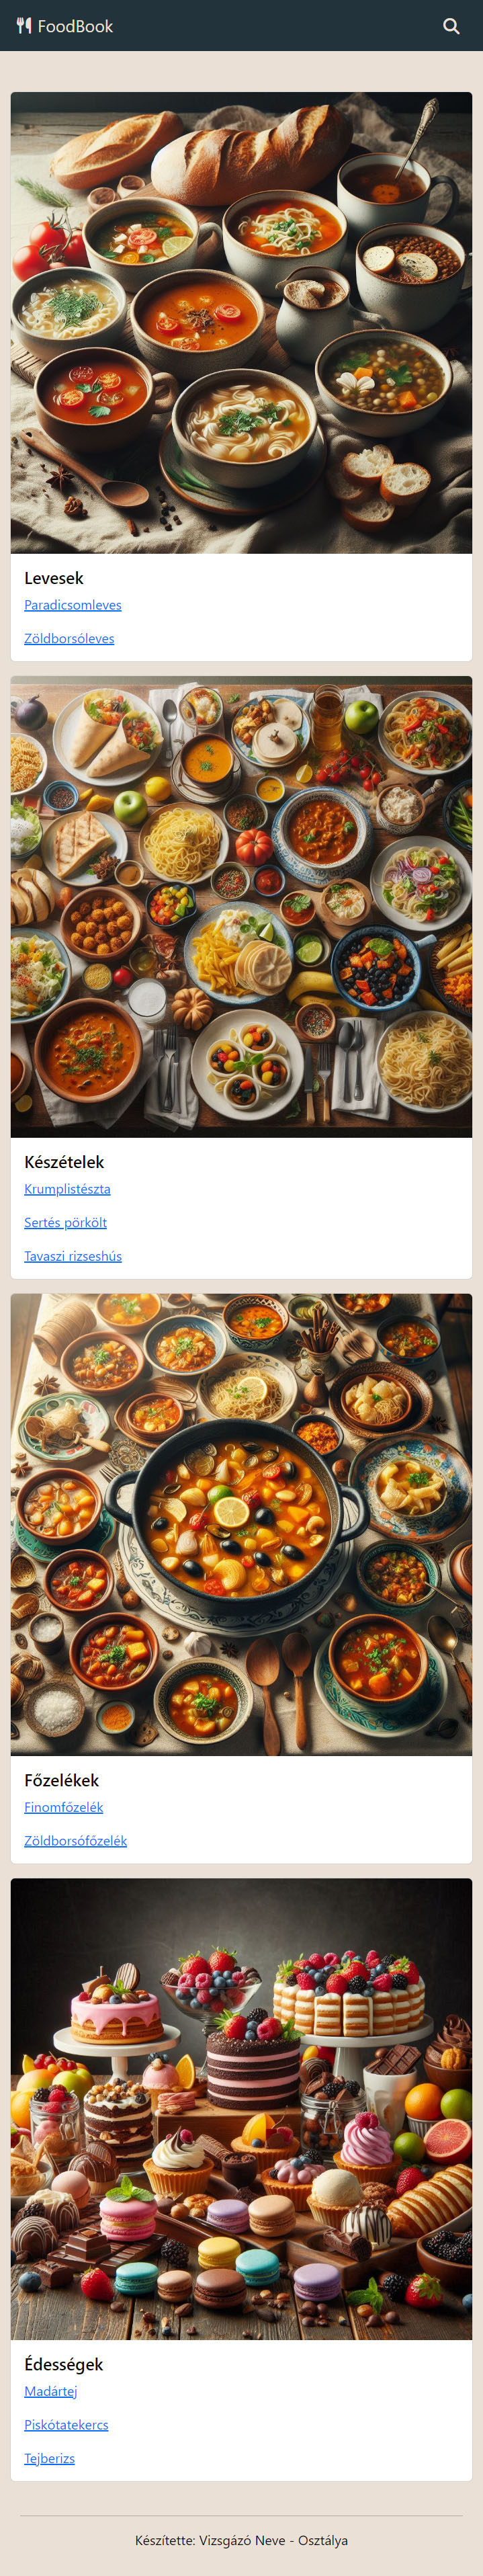 FoodBook
Levesek
Paradicsomleves
Zöldborsóleves
Készételek
Krumplistészta
Sertés pörkölt
Tavaszi rizseshús
Főzelékek
Finomfőzelék
Zöldborsófőzelék
Édességek
Madártej
Piskótatekercs
Tejberizs
Készítette: Vizsgázó Neve - Osztálya